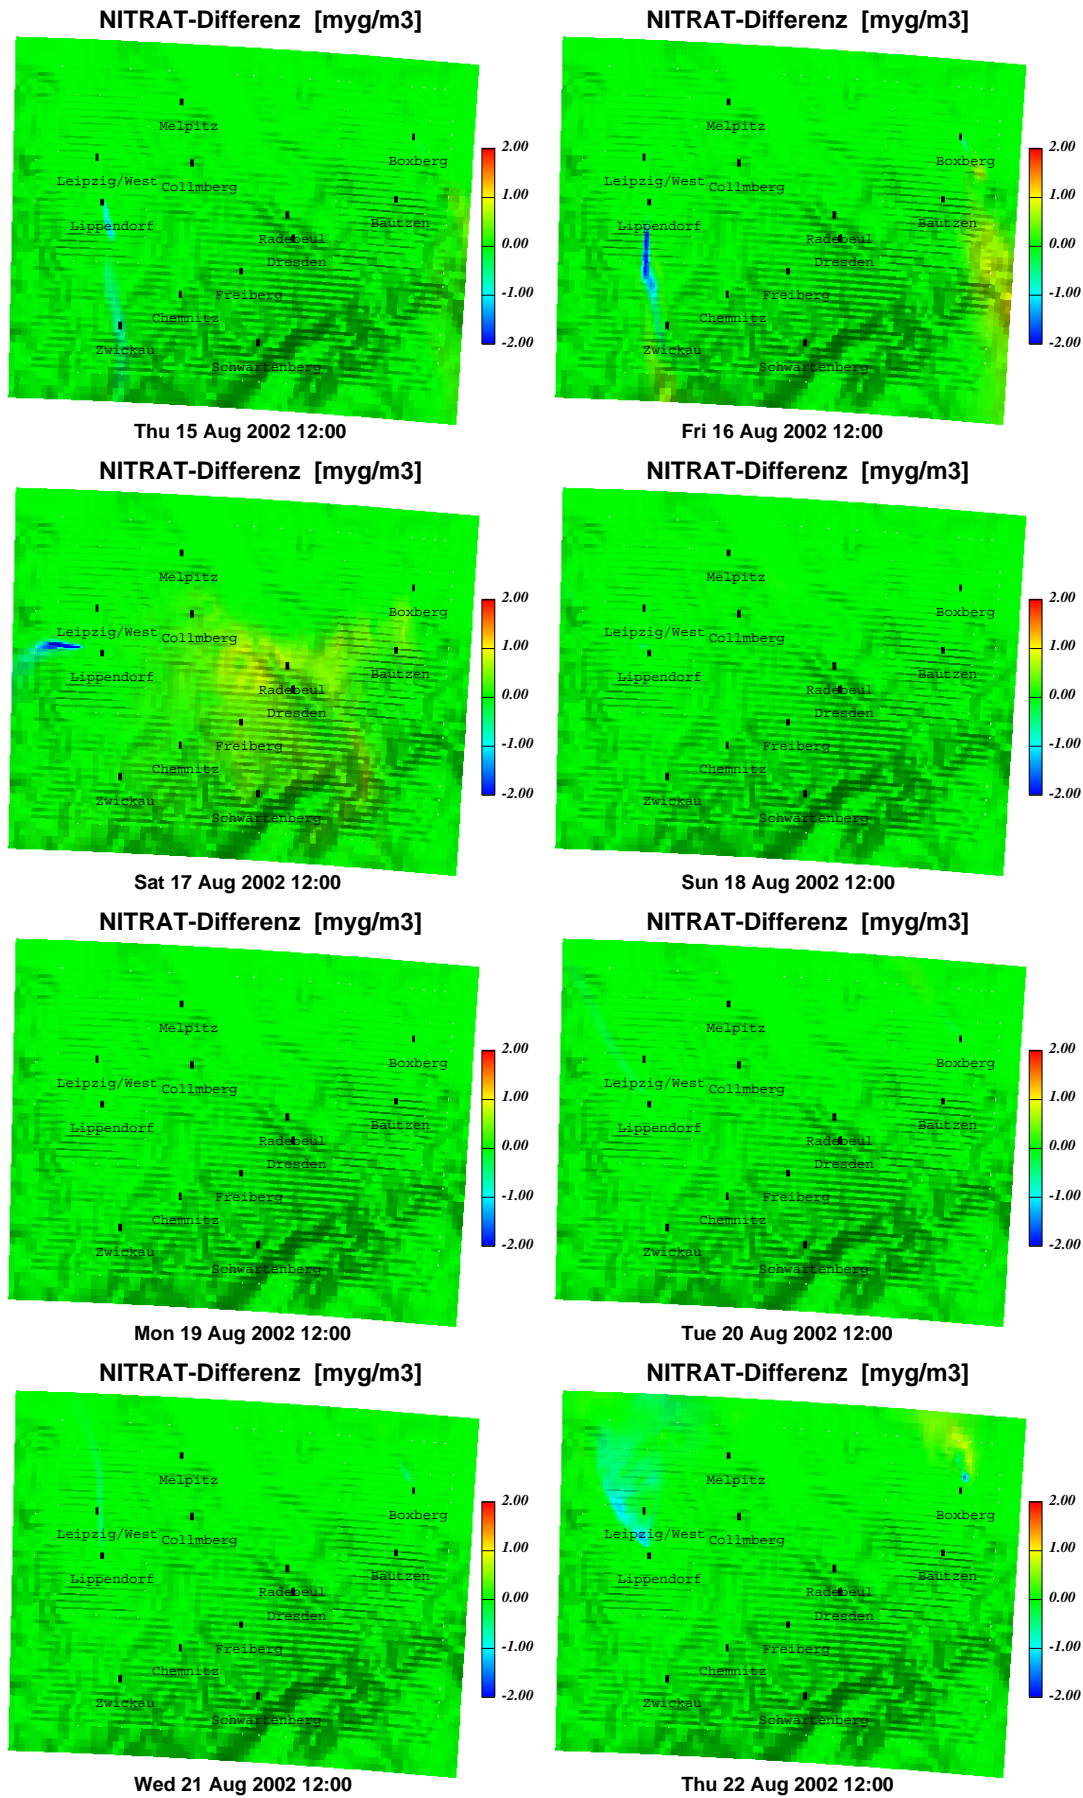 NITRAT-Differenz [myg/m3]
Melpitz
Boxberg
Leipzig/West
Collmberg
Lippendorf
Bautzen
Radebeul
Dresden
Freiberg
Chemnitz
Zwickau
Schwartenberg
2.00
1.00
0.00
-1.00
-2.00
Thu 15 Aug 2002 12:00
NITRAT-Differenz [myg/m3]
Melpitz
Boxberg
Leipzig/West
Collmberg
Lippendorf
Bautzen
Radebeul
Dresden
Freiberg
Chemnitz
Zwickau
Schwartenberg
2.00
1.00
0.00
-1.00
-2.00
Fri 16 Aug 2002 12:00
NITRAT-Differenz [myg/m3]
Melpitz
Boxberg
Leipzig/West
Collmberg
Lippendorf
Bautzen
Radebeul
Dresden
Freiberg
Chemnitz
Zwickau
Schwartenberg
2.00
1.00
0.00
-1.00
-2.00
Sat 17 Aug 2002 12:00
NITRAT-Differenz [myg/m3]
Melpitz
Boxberg
Leipzig/West
Collmberg
Lippendorf
Bautzen
Radebeul
Dresden
Freiberg
Chemnitz
Zwickau
Schwartenberg
2.00
1.00
0.00
-1.00
-2.00
Sun 18 Aug 2002 12:00
NITRAT-Differenz [myg/m3]
Melpitz
Boxberg
Leipzig/West
Collmberg
Lippendorf
Bautzen
Radebeul
Dresden
Freiberg
Chemnitz
Zwickau
Schwartenberg
2.00
1.00
0.00
-1.00
-2.00
Mon 19 Aug 2002 12:00
NITRAT-Differenz [myg/m3]
Melpitz
Boxberg
Leipzig/West
Collmberg
Lippendorf
Bautzen
Radebeul
Dresden
Freiberg
Chemnitz
Zwickau
Schwartenberg
2.00
1.00
0.00
-1.00
-2.00
Tue 20 Aug 2002 12:00
NITRAT-Differenz [myg/m3]
Melpitz
Boxberg
Leipzig/West
Collmberg
Lippendorf
Bautzen
Radebeul
Dresden
Freiberg
Chemnitz
Zwickau
Schwartenberg
2.00
1.00
0.00
-1.00
-2.00
Wed 21 Aug 2002 12:00
NITRAT-Differenz [myg/m3]
Melpitz
Boxberg
Leipzig/West
Collmberg
Lippendorf
Bautzen
Radebeul
Dresden
Freiberg
Chemnitz
Zwickau
Schwartenberg
2.00
1.00
0.00
-1.00
-2.00
Thu 22 Aug 2002 12:00